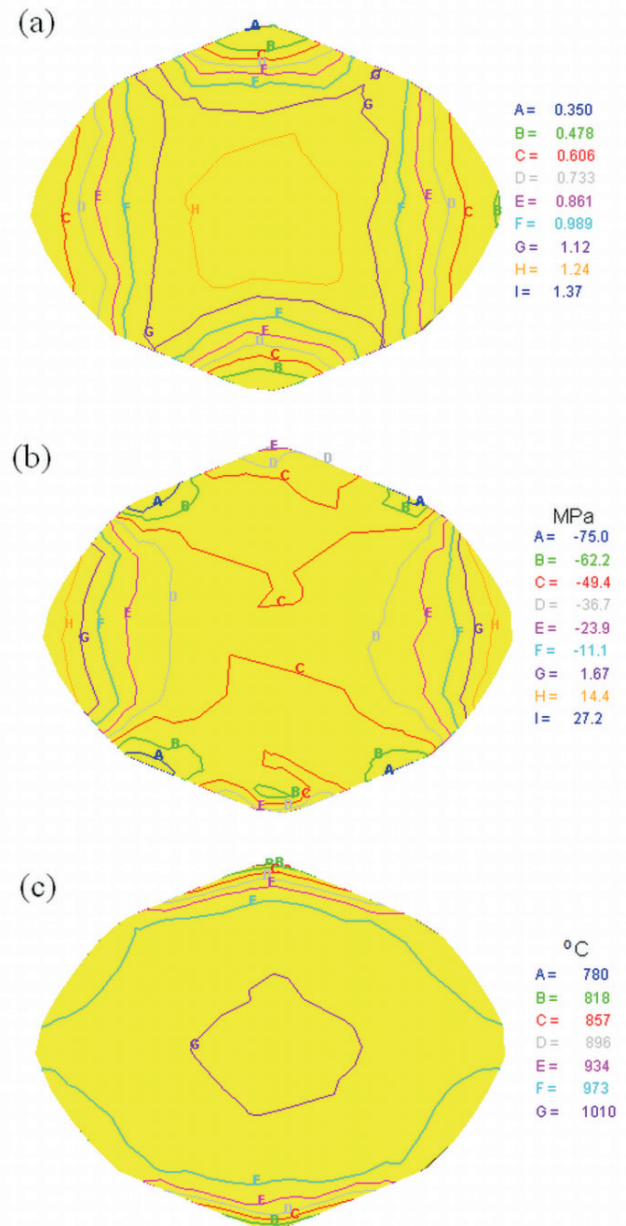 (a)
A
B
C
D
E
F
G
G
A = 0.350
B = 0.478
C = 0.606
D = 0.733
E = 0.861
F = 0.989
G = 1.12
H = 1.24
I = 1.37
C
D
E
F
H
F
E
D
C
B
G
F
E
D
C
B
(b)
E
D
D
C
A
B
B
A
MPa
A = -75.0
B = -62.2
C = -49.4
D = -36.7
E = -23.9
F = -11.1
G = 1.67
H = 14.4
I = 27.2
D
C
H
G
F
E
D
E
F
G
H
C
B
A
B
A
B
C
E
D
(c)
B
B
C
D
E
F
ºC
A = 780
B = 818
C = 857
D = 896
E = 934
F = 973
G = 1010
G
F
E
D
C
B